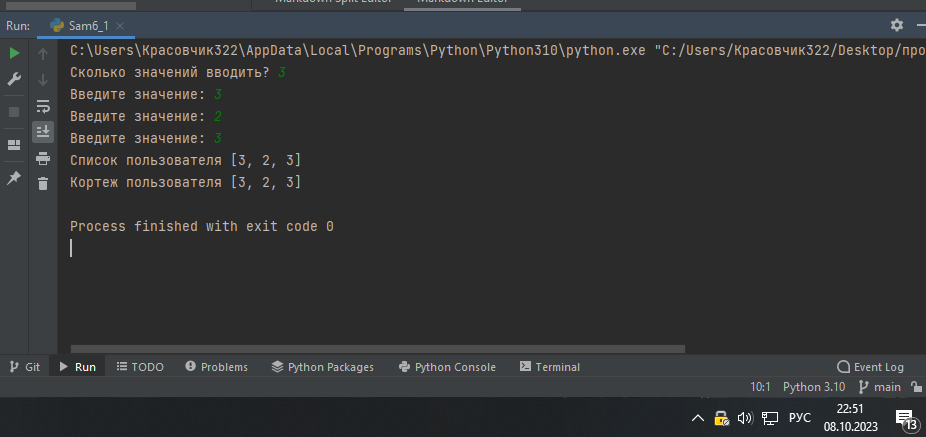 Markdown Split Editor Markdown Editor
Run: Sam6_1
C:\Users\Красовчик322\AppData\Local\Programs\Python\Python310\python.exe "C:/Users/Красовчик322/Desktop/про
Сколько значений вводить? 3
Введите значение: 3
Введите значение: 2
Введите значение: 3
Список пользователя [3, 2, 3]
Кортеж пользователя [3, 2, 3]
Process finished with exit code 0
Git Run TODO Problems Python Packages Python Console Terminal Event Log
10:1 Python 3.10 main
РУС 22:51
08.10.2023 13